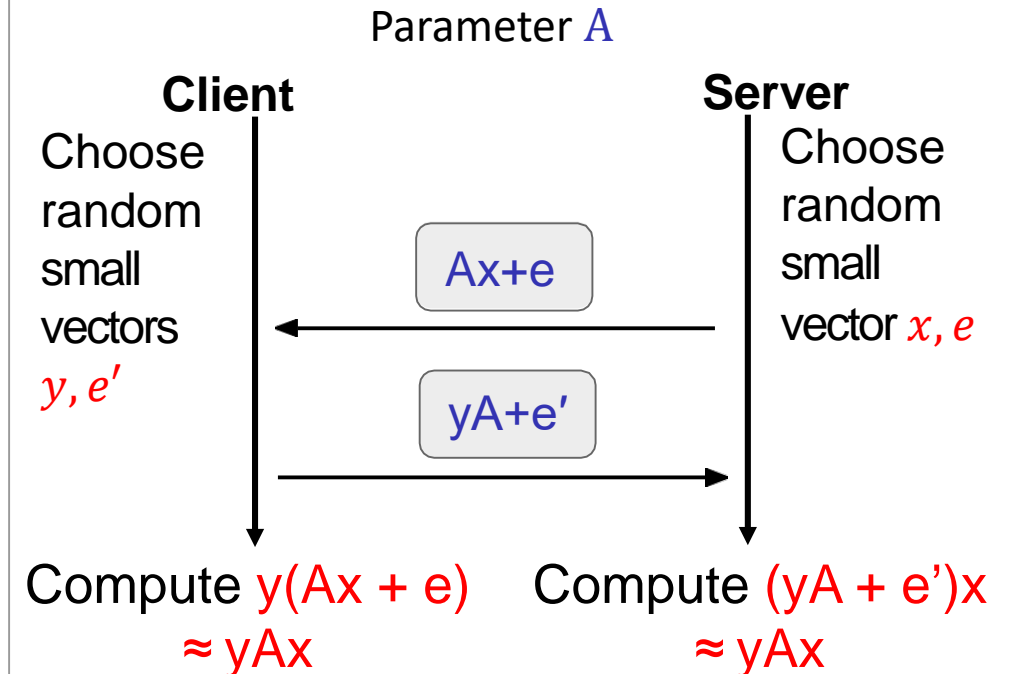 Parameter A
Client
Server
Choose
random
small
vectors
y, e′
Choose
random
small
vector x, e
Ax+e
yA+e′
Compute y(Ax + e)
≈ yAx
Compute (yA + e’)x
≈ yAx